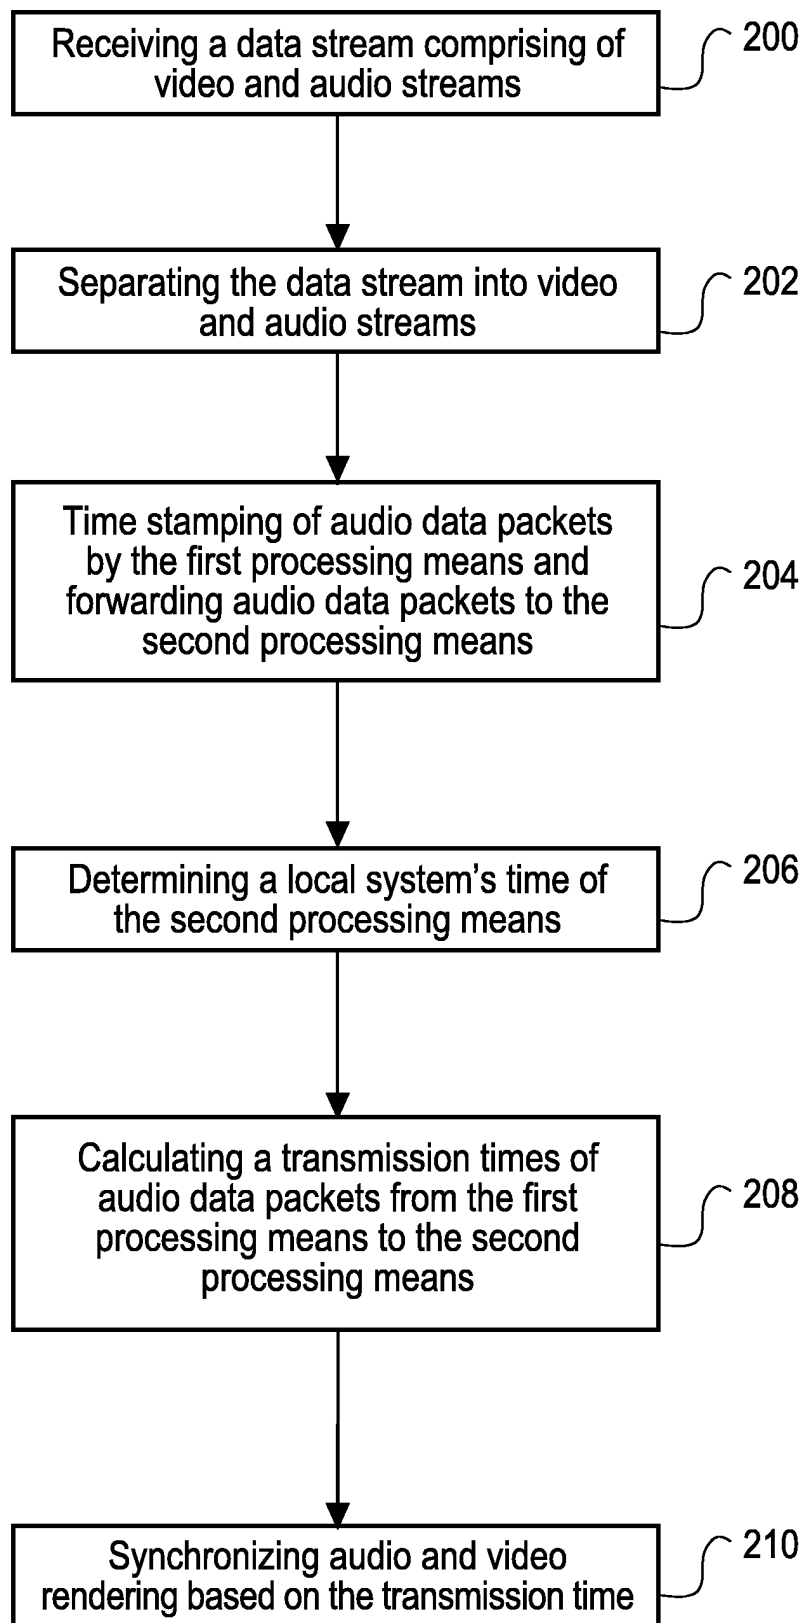 Receiving a data stream comprising of
video and audio streams
200
Separating the data stream into video
and audio streams
202
Time stamping of audio data packets
by the first processing means and
forwarding audio data packets to the
second processing means
204
Determining a local system's time of
the second processing means
206
Calculating a transmission times of
audio data packets from the first
processing means to the second
processing means
208
Synchronizing audio and video
rendering based on the transmission time
210